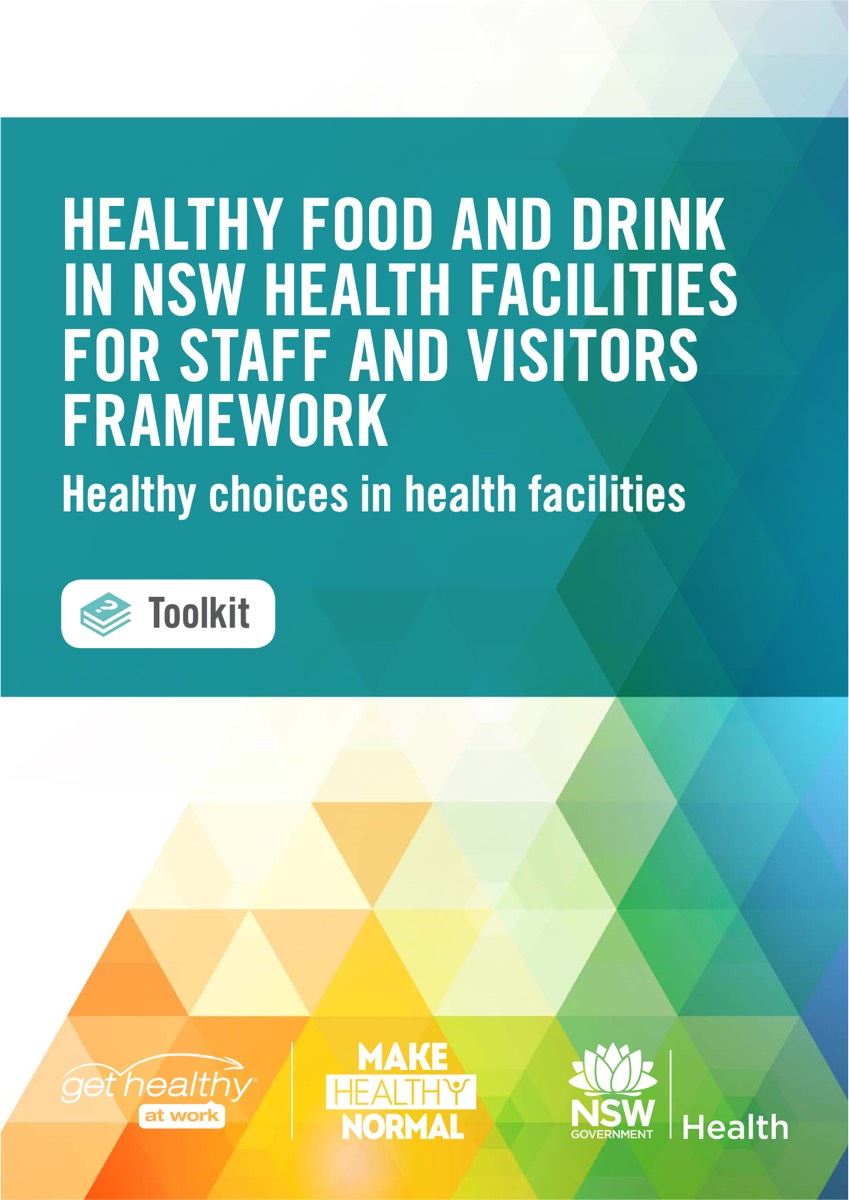 HEALTHY FOOD AND DRINK
IN NSW HEALTH FACILITIES
FOR STAFF AND VISITORS
FRAMEWORK
Healthy choices in health facilities
?
Toolkit
get healthy
at work
MAKE
HEALTHY
NORMAL
NSW
GOVERNMENT
Health